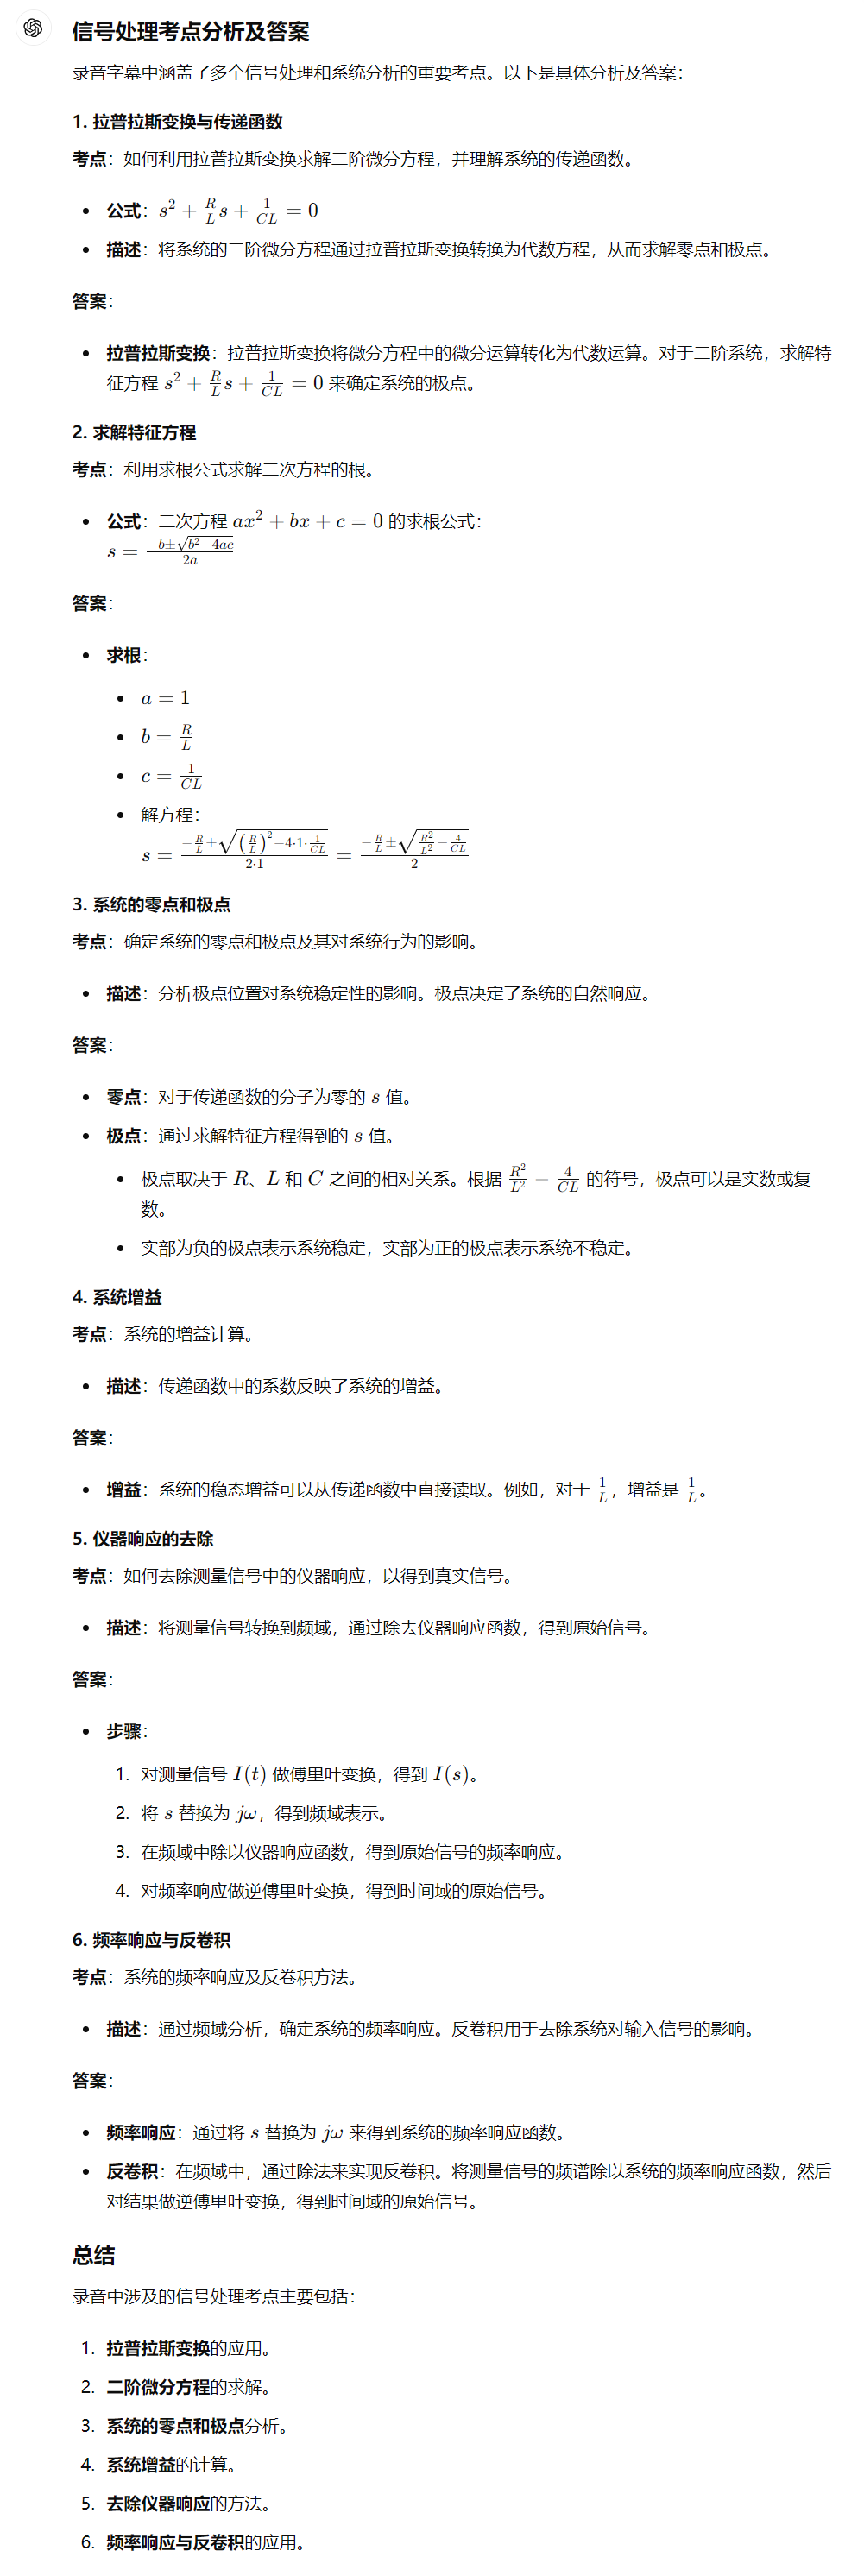 信号处理考点分析及答案
录音字幕中涵盖了多个信号处理和系统分析的重要考点。以下是具体分析及答案：
1. 拉普拉斯变换与传递函数
考点：如何利用拉普拉斯变换求解二阶微分方程，并理解系统的传递函数。
• 公式：$s^2 + \frac{R}{L}s + \frac{1}{CL} = 0$
• 描述：将系统的二阶微分方程通过拉普拉斯变换转换为代数方程，从而求解零点和极点。
答案：
• 拉普拉斯变换：拉普拉斯变换将微分方程中的微分运算转化为代数运算。对于二阶系统，求解特
征方程 $s^2 + \frac{R}{L}s + \frac{1}{CL} = 0$ 来确定系统的极点。
2. 求解特征方程
考点：利用求根公式求解二次方程的根。
• 公式：二次方程 $ax^2 + bx + c = 0$ 的求根公式：
$s = \frac{-b \pm \sqrt{b^2 - 4ac}}{2a}$
答案：
• 求根：
• $a = 1$
• $b = \frac{R}{L}$
• $c = \frac{1}{CL}$
• 解方程：
$s = \frac{-\frac{R}{L} \pm \sqrt{\left(\frac{R}{L}\right)^2 - 4 \cdot 1 \cdot \frac{1}{CL}}}{2 \cdot 1} = \frac{-\frac{R}{L} \pm \sqrt{\frac{R^2}{L^2} - \frac{4}{CL}}}{2}$
3. 系统的零点和极点
考点：确定系统的零点和极点及其对系统行为的影响。
• 描述：分析极点位置对系统稳定性的影响。极点决定了系统的自然响应。
答案：
• 零点：对于传递函数的分子为零的 $s$ 值。
• 极点：通过求解特征方程得到的 $s$ 值。
• 极点取决于 $R$、$L$ 和 $C$ 之间的相对关系。根据 $\frac{R^2}{L^2} - \frac{4}{CL}$ 的符号，极点可以是实数或复
数。
• 实部为负的极点表示系统稳定，实部为正的极点表示系统不稳定。
4. 系统增益
考点：系统的增益计算。
• 描述：传递函数中的系数反映了系统的增益。
答案：
• 增益：系统的稳态增益可以从传递函数中直接读取。例如，对于 $\frac{1}{L}$，增益是 $\frac{1}{L}$。
5. 仪器响应的去除
考点：如何去除测量信号中的仪器响应，以得到真实信号。
• 描述：将测量信号转换到频域，通过除去仪器响应函数，得到原始信号。
答案：
• 步骤：
1. 对测量信号 $I(t)$ 做傅里叶变换，得到 $I(s)$。
2. 将 $s$ 替换为 $j\omega$，得到频域表示。
3. 在频域中除以仪器响应函数，得到原始信号的频率响应。
4. 对频率响应做逆傅里叶变换，得到时间域的原始信号。
6. 频率响应与反卷积
考点：系统的频率响应及反卷积方法。
• 描述：通过频域分析，确定系统的频率响应。反卷积用于去除系统对输入信号的影响。
答案：
• 频率响应：通过将 $s$ 替换为 $j\omega$ 来得到系统的频率响应函数。
• 反卷积：在频域中，通过除法来实现反卷积。将测量信号的频谱除以系统的频率响应函数，然后
对结果做逆傅里叶变换，得到时间域的原始信号。
总结
录音中涉及的信号处理考点主要包括：
1. 拉普拉斯变换的应用。
2. 二阶微分方程的求解。
3. 系统的零点和极点分析。
4. 系统增益的计算。
5. 去除仪器响应的方法。
6. 频率响应与反卷积的应用。